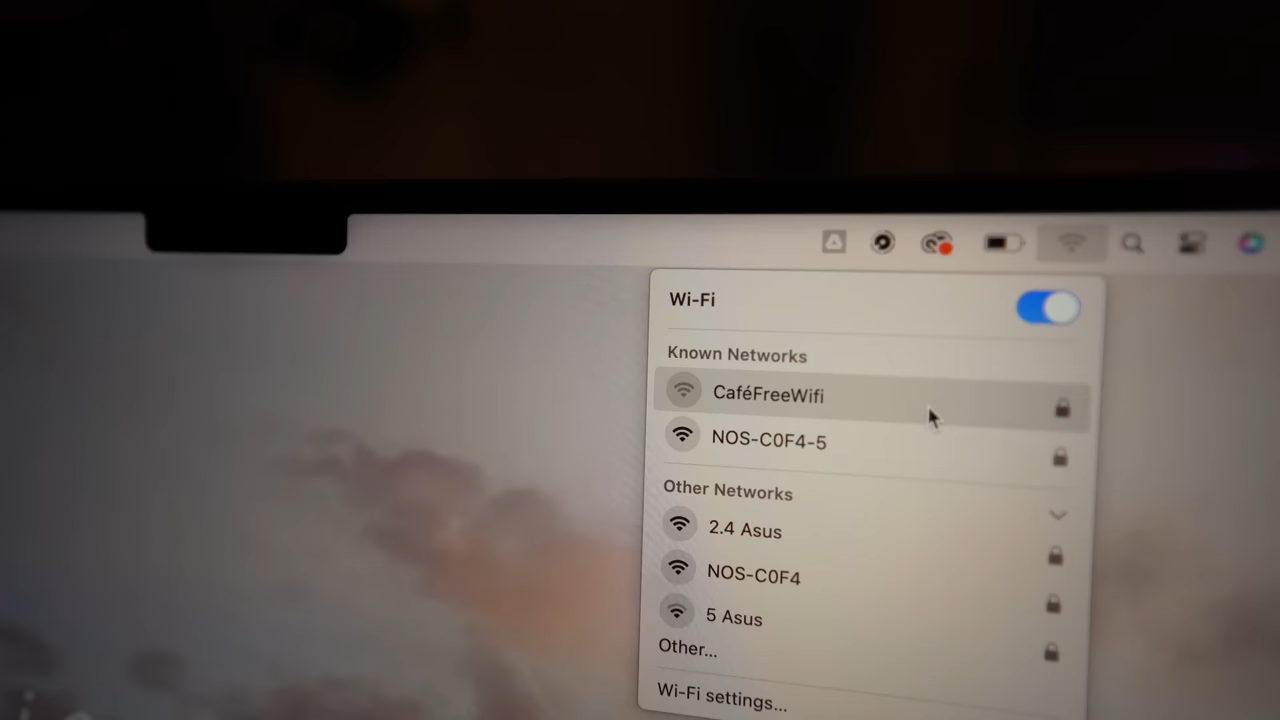 Wi-Fi
Known Networks
CaféFreeWifi
NOS-C0F4-5
Other Networks
2.4 Asus
NOS-C0F4
5 Asus
Other...
Wi-Fi settings...